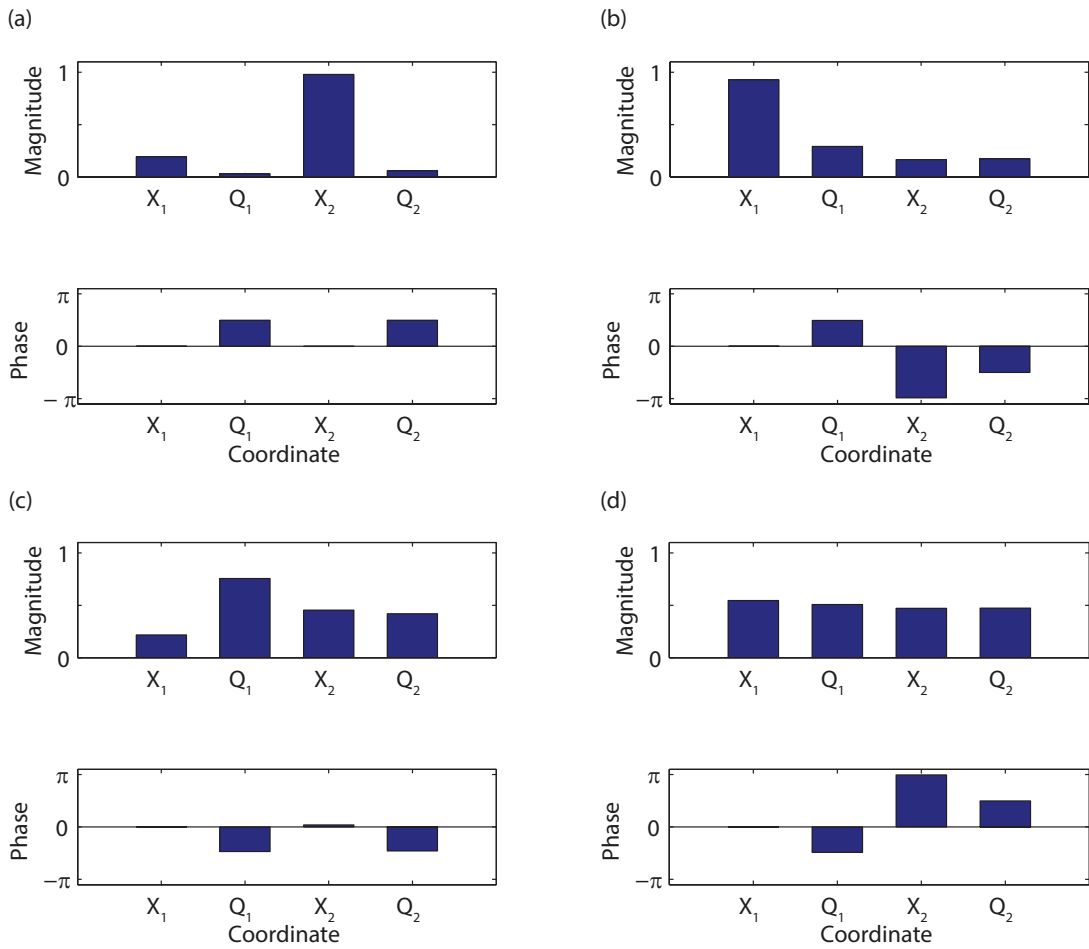 (a)
Magnitude
1
0
X₁ Q₁ X₂ Q₂
Phase
π
0
−π
X₁ Q₁ X₂ Q₂
Coordinate
(b)
Magnitude
1
0
X₁ Q₁ X₂ Q₂
Phase
π
0
−π
X₁ Q₁ X₂ Q₂
Coordinate
(c)
Magnitude
1
0
X₁ Q₁ X₂ Q₂
Phase
π
0
−π
X₁ Q₁ X₂ Q₂
Coordinate
(d)
Magnitude
1
0
X₁ Q₁ X₂ Q₂
Phase
π
0
−π
X₁ Q₁ X₂ Q₂
Coordinate